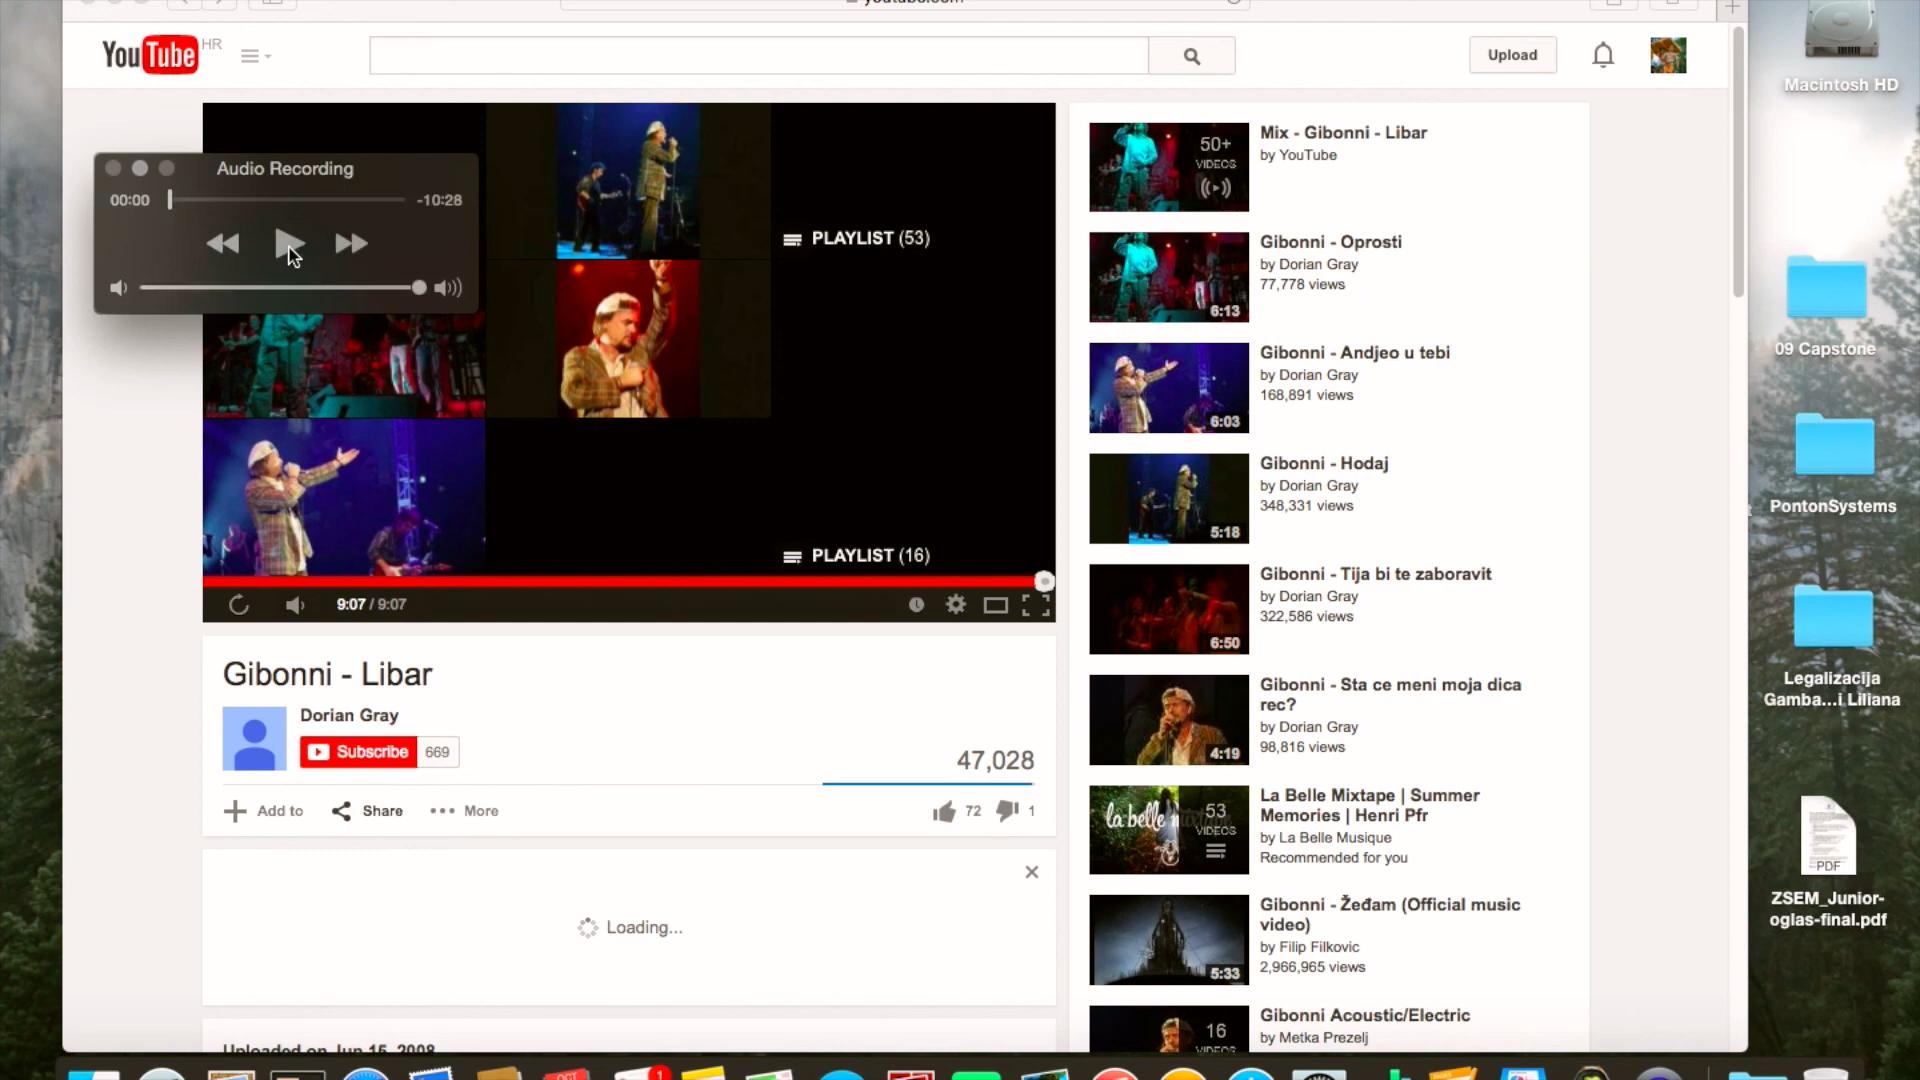 youtube.com
YouTube HR
Upload
Audio Recording
00:00
-10:28
PLAYLIST (53)
PLAYLIST (16)
9:07 / 9:07
Gibonni - Libar
Dorian Gray
Subscribe 669
47,028
Add to
Share
More
72
1
Loading...
Uploaded on Jun 15, 2008
50+
VIDEOS
Mix - Gibonni - Libar
by YouTube
6:13
Gibonni - Oprosti
by Dorian Gray
77,778 views
6:03
Gibonni - Andjeo u tebi
by Dorian Gray
168,891 views
5:18
Gibonni - Hodaj
by Dorian Gray
348,331 views
6:50
Gibonni - Tija bi te zaboravit
by Dorian Gray
322,586 views
4:19
Gibonni - Sta ce meni moja dica
rec?
by Dorian Gray
98,816 views
la belle
53
VIDEOS
La Belle Mixtape | Summer
Memories | Henri Pfr
by La Belle Musique
Recommended for you
5:33
Gibonni - Žeđam (Official music
video)
by Filip Filkovic
2,966,965 views
16
VIDEOS
Gibonni Acoustic/Electric
by Metka Prezelj
Macintosh HD
09 Capstone
PontonSystems
Legalizacija
Gamba...i Liliana
PDF
ZSEM_Junior-
oglas-final.pdf
OCT
1